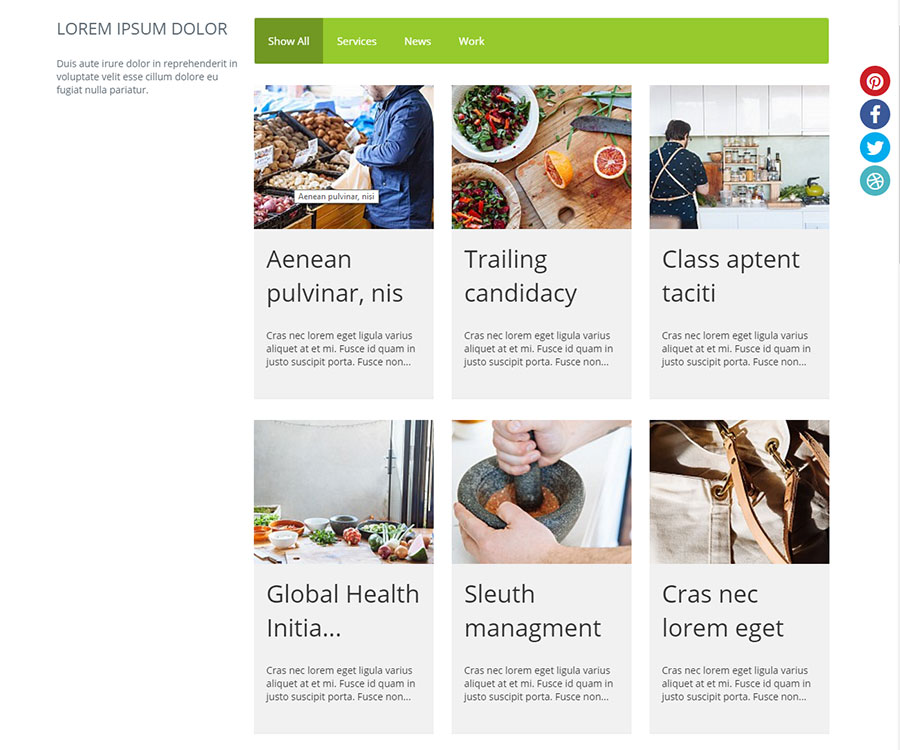 LOREM IPSUM DOLOR
Duis aute irure dolor in reprehenderit in
voluptate velit esse cillum dolore eu
fugiat nulla pariatur.
Show All
Services
News
Work
Aenean pulvinar, nisi
Aenean
pulvinar, nis
Cras nec lorem eget ligula varius
aliquet at et mi. Fusce id quam in
justo suscipit porta. Fusce non...
Trailing
candidacy
Cras nec lorem eget ligula varius
aliquet at et mi. Fusce id quam in
justo suscipit porta. Fusce non...
Class aptent
taciti
Cras nec lorem eget ligula varius
aliquet at et mi. Fusce id quam in
justo suscipit porta. Fusce non...
Global Health
Initia...
Cras nec lorem eget ligula varius
aliquet at et mi. Fusce id quam in
justo suscipit porta. Fusce non...
Sleuth
managment
Cras nec lorem eget ligula varius
aliquet at et mi. Fusce id quam in
justo suscipit porta. Fusce non...
Cras nec
lorem eget
Cras nec lorem eget ligula varius
aliquet at et mi. Fusce id quam in
justo suscipit porta. Fusce non...